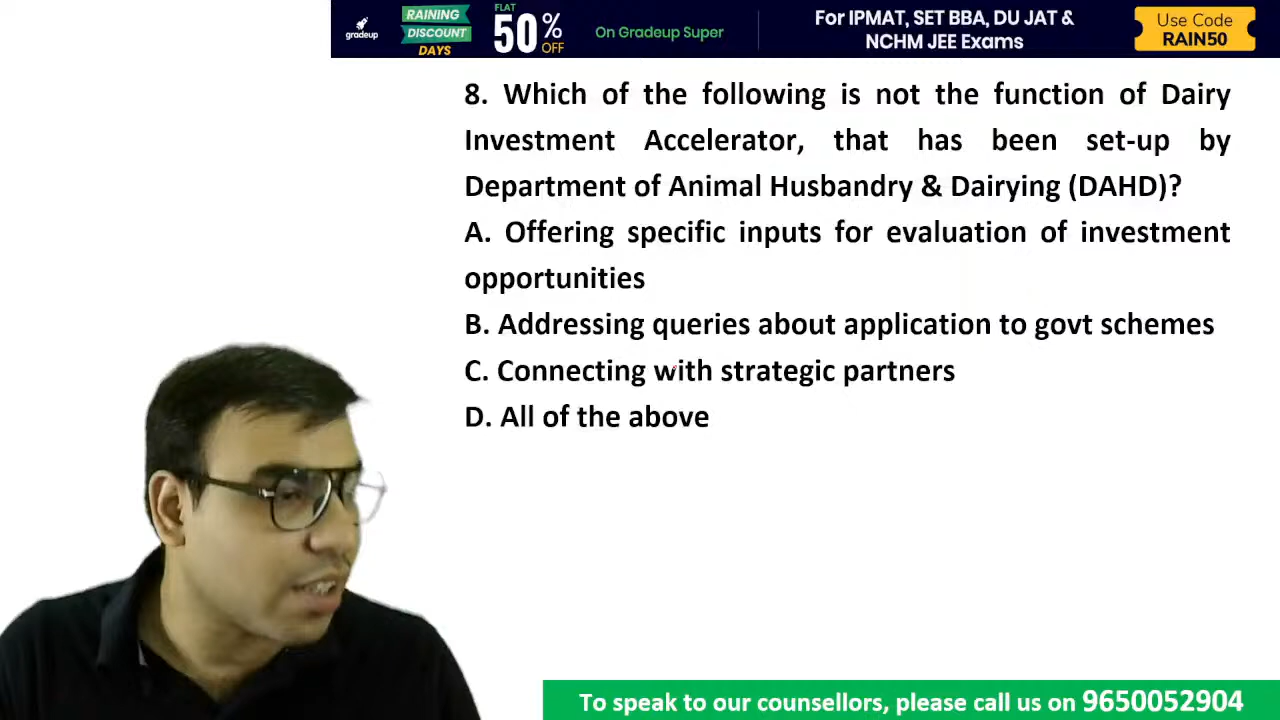 gradeup
RAINING
DISCOUNT
DAYS
FLAT
50%
OFF
On Gradeup Super
For IPMAT, SET BBA, DU JAT &
NCHM JEE Exams
Use Code
RAIN50
8. Which of the following is not the function of Dairy
Investment Accelerator, that has been set-up by
Department of Animal Husbandry & Dairying (DAHD)?
A. Offering specific inputs for evaluation of investment
opportunities
B. Addressing queries about application to govt schemes
C. Connecting with strategic partners
D. All of the above
To speak to our counsellors, please call us on 9650052904